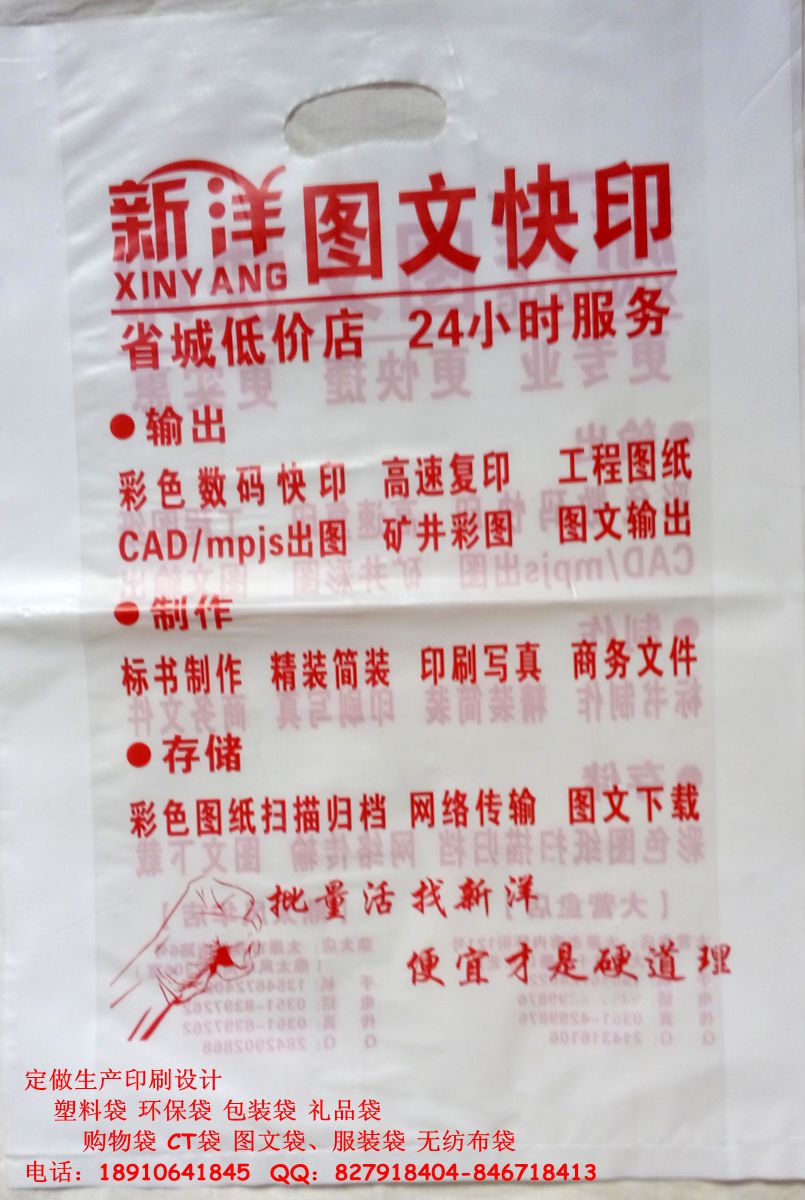 新洋 图文快印
XINYANG
省城低价店 24小时服务
●输出
彩色数码快印 高速复印 工程图纸
CAD/mpjs出图 矿井彩图 图文输出
●制作
标书制作 精装简装 印刷写真 商务文件
●存储
彩色图纸扫描归档 网络传输 图文下载
批量活找新洋
便宜才是硬道理
定做生产印刷设计
塑料袋 环保袋 包装袋 礼品袋
购物袋 CT袋 图文袋、服装袋 无纺布袋
电话：18910641845 QQ：827918404-846718413